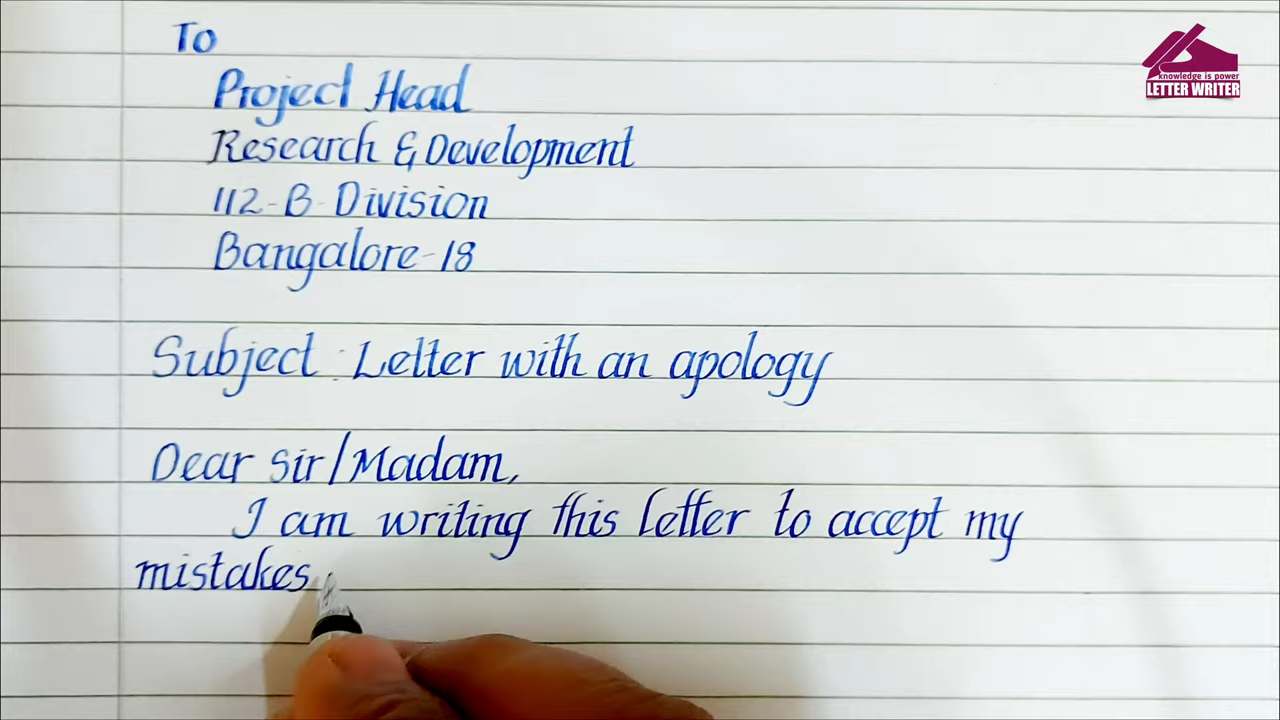 To
knowledge is power
LETTER WRITER
Project Head
Research & Development
112-B-Division
Bangalore-18
Subject : Letter with an apology
Dear Sir/Madam,
I am writing this letter to accept my
mistakes